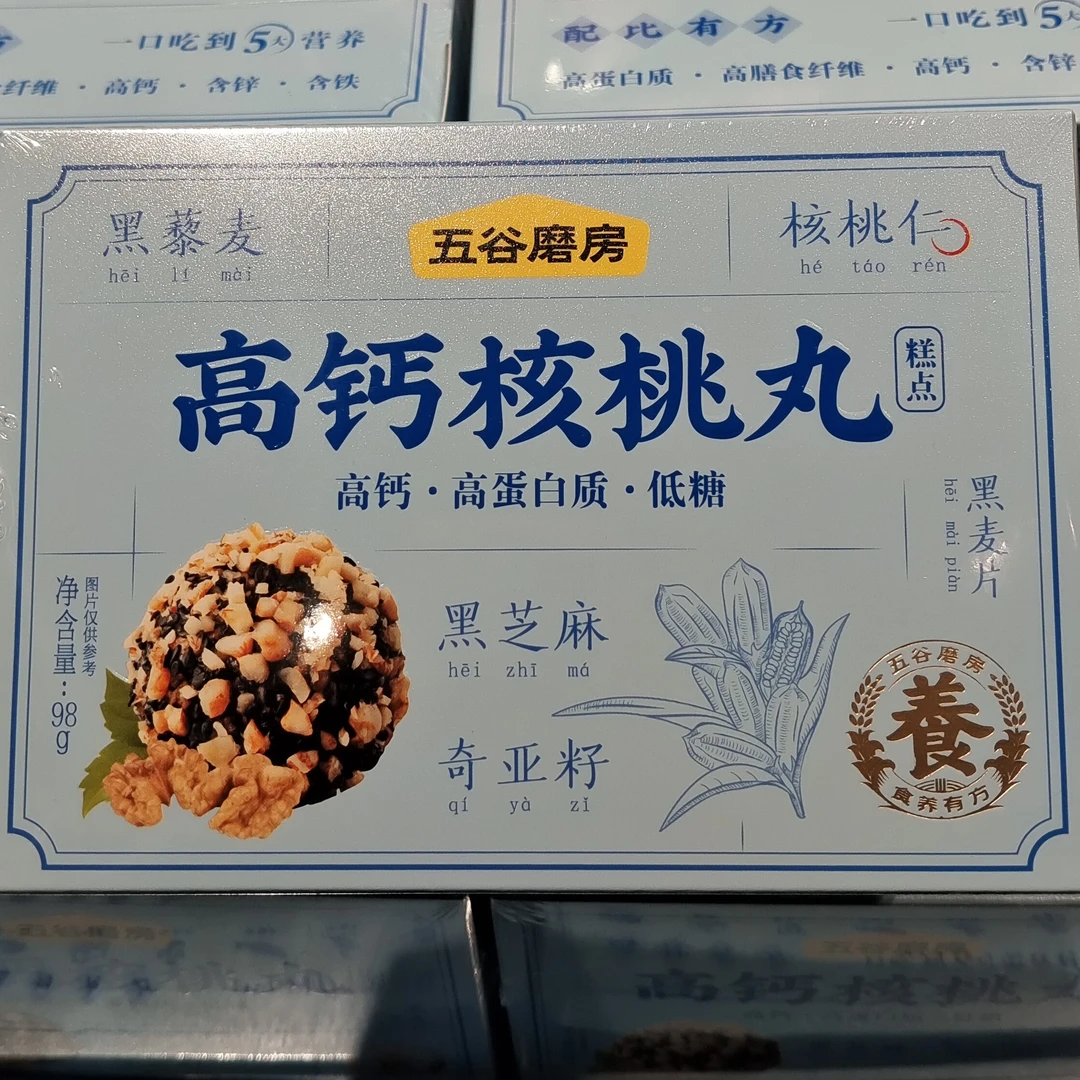 一口吃到5大营养
纤维·高钙·含锌·含铁
配比有方
一口吃到5大
高蛋白质·高膳食纤维·高钙·含锌
黑藜麦
hēi lí mài
五谷磨房
核桃仁
hé táo rén
高钙核桃丸
糕点
高钙·高蛋白质·低糖
黑麦片
hēi mài piàn
图片仅供参考
净含量:98g
黑芝麻
hēi zhī má
奇亚籽
qí yà zǐ
五谷磨房
養
食养有方
五谷磨房
高钙核桃